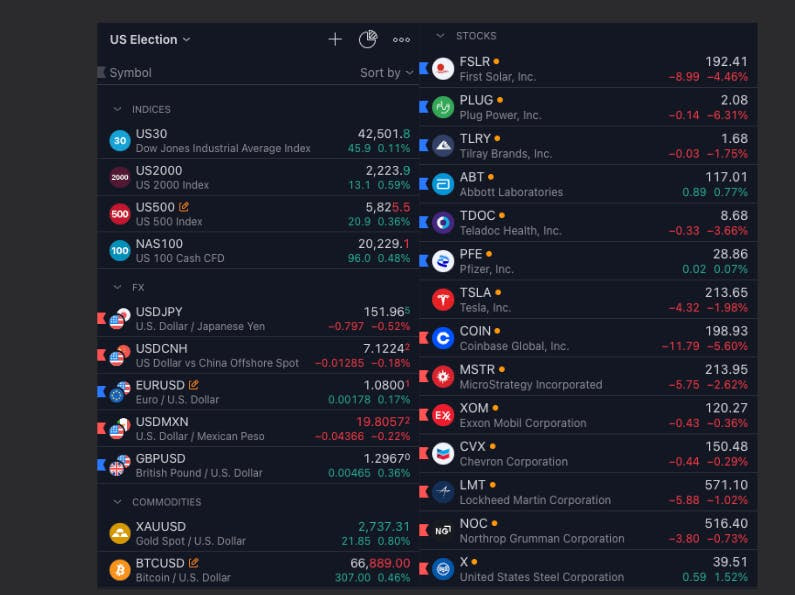 US Election
Symbol Sort by
INDICES
30 US30 42,501.8
Dow Jones Industrial Average Index 45.9 0.11%
2000 US2000 2,223.9
US 2000 Index 13.1 0.59%
500 US500 5,825.5
US 500 Index 20.9 0.36%
100 NAS100 20,229.1
US 100 Cash CFD 96.0 0.48%
FX
USDJPY 151.965
U.S. Dollar / Japanese Yen −0.797 −0.52%
USDCNH 7.12242
US Dollar vs China Offshore Spot −0.01285 −0.18%
EURUSD 1.08001
Euro / U.S. Dollar 0.00178 0.17%
USDMXN 19.80572
U.S. Dollar / Mexican Peso −0.04366 −0.22%
GBPUSD 1.29670
British Pound / U.S. Dollar 0.00465 0.36%
COMMODITIES
XAUUSD 2,737.31
Gold Spot / U.S. Dollar 21.85 0.80%
BTCUSD 66,889.00
Bitcoin / U.S. Dollar 307.00 0.46%
STOCKS
FSLR 192.41
First Solar, Inc. −8.99 −4.46%
PLUG 2.08
Plug Power, Inc. −0.14 −6.31%
TLRY 1.68
Tilray Brands, Inc. −0.03 −1.75%
ABT 117.01
Abbott Laboratories 0.89 0.77%
TDOC 8.68
Teladoc Health, Inc. −0.33 −3.66%
PFE 28.86
Pfizer, Inc. 0.02 0.07%
TSLA 213.65
Tesla, Inc. −4.32 −1.98%
COIN 198.93
Coinbase Global, Inc. −11.79 −5.60%
MSTR 213.95
MicroStrategy Incorporated −5.75 −2.62%
EX XOM 120.27
Exxon Mobil Corporation −0.43 −0.36%
CVX 150.48
Chevron Corporation −0.44 −0.29%
LMT 571.10
Lockheed Martin Corporation −5.88 −1.02%
NG NOC 516.40
Northrop Grumman Corporation −3.80 −0.73%
X 39.51
United States Steel Corporation 0.59 1.52%